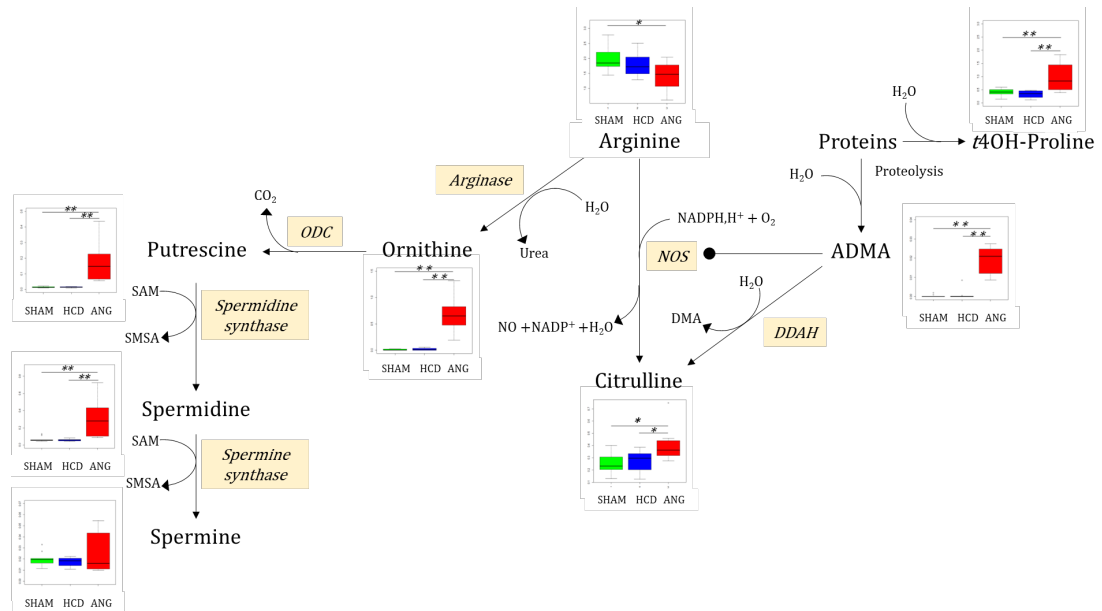 *
SHAM HCD ANG
Arginine
**
**
SHAM HCD ANG
H₂O
Proteins
t4OH-Proline
Proteolysis
H₂O
Arginase
H₂O
Urea
CO₂
ODC
Ornithine
**
**
SHAM HCD ANG
NADPH,H⁺ + O₂
NOS
NO +NADP⁺ +H₂O
ADMA
**
**
SHAM HCD ANG
H₂O
DMA
DDAH
Citrulline
*
*
SHAM HCD ANG
**
**
SHAM HCD ANG
Putrescine
SAM
Spermidine
synthase
SMSA
**
**
SHAM HCD ANG
Spermidine
SAM
Spermine
synthase
SMSA
Spermine
SHAM HCD ANG